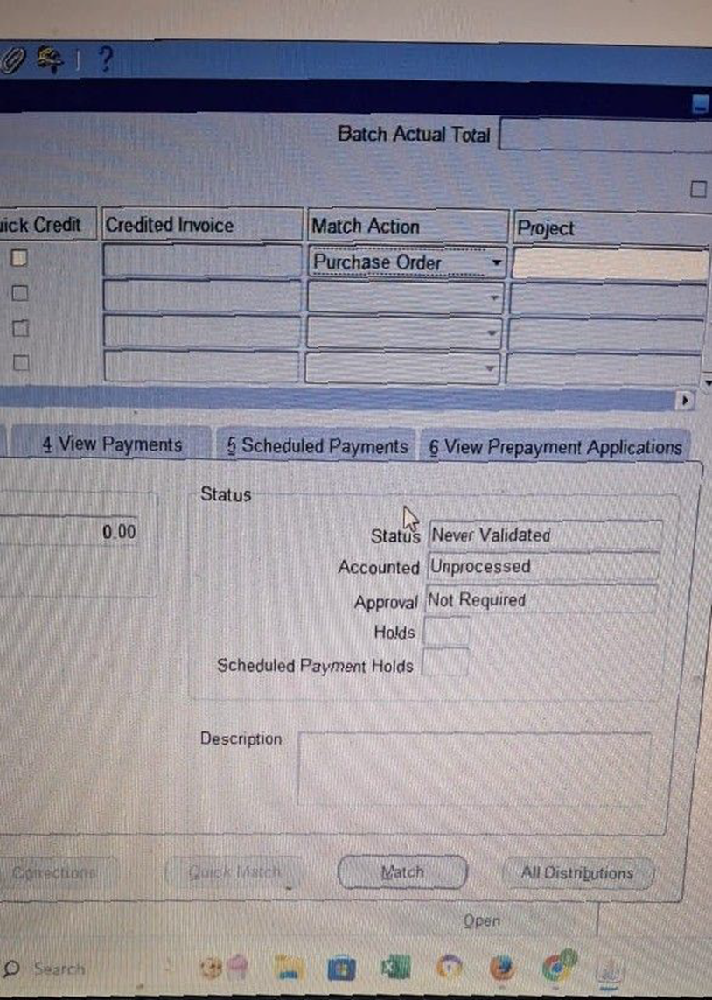 ?
Batch Actual Total
uick Credit Credited Invoice Match Action Project
Purchase Order
4 View Payments 5 Scheduled Payments 6 View Prepayment Applications
Status
0.00
Status Never Validated
Accounted Unprocessed
Approval Not Required
Holds
Scheduled Payment Holds
Description
Corrections Quick Match Match All Distributions
Open
Search